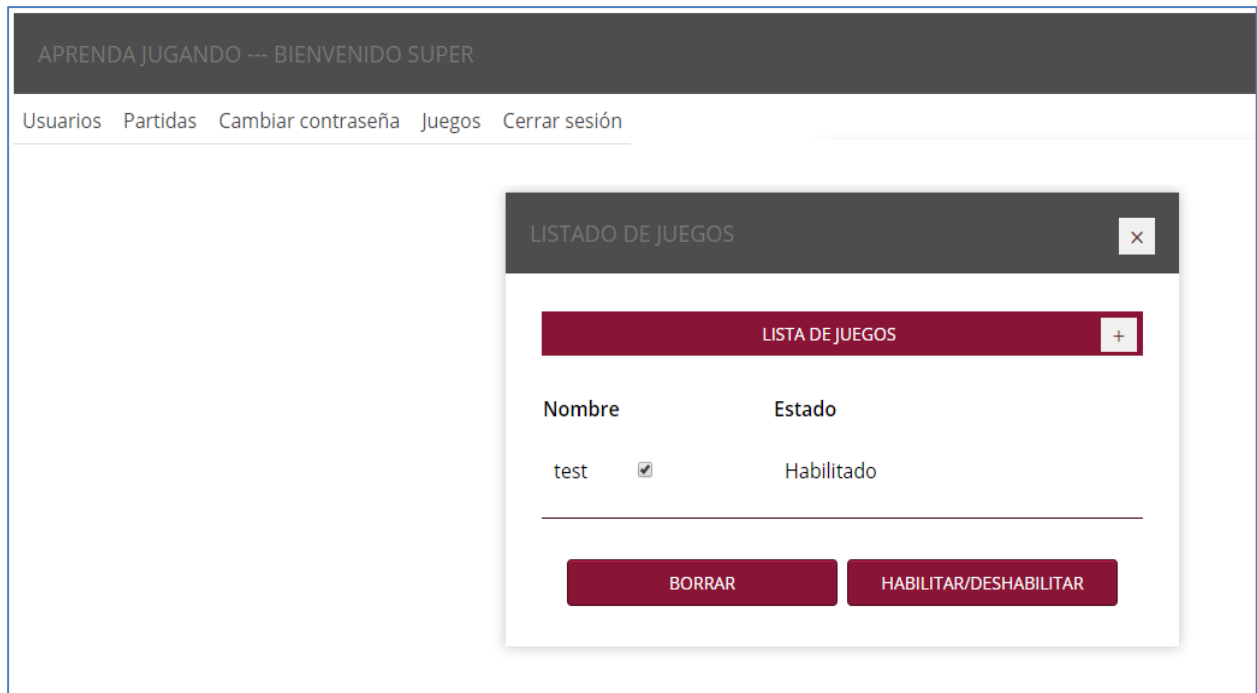 APRENDA JUGANDO --- BIENVENIDO SUPER
Usuarios Partidas Cambiar contraseña Juegos Cerrar sesión
LISTADO DE JUEGOS ×
LISTA DE JUEGOS +
Nombre Estado
test Habilitado
BORRAR HABILITAR/DESHABILITAR